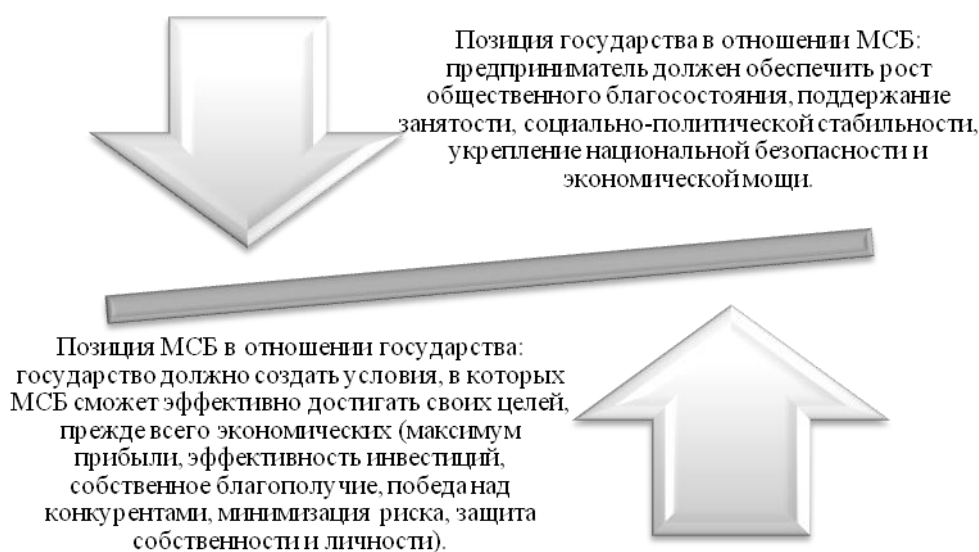 Позиция государства в отношении МСБ:
предприниматель должен обеспечить рост
общественного благосостояния, поддержание
занятости, социально-политической стабильности,
укрепление национальной безопасности и
экономической мощи.
Позиция МСБ в отношении государства:
государство должно создать условия, в которых
МСБ сможет эффективно достигать своих целей,
прежде всего экономических (максимум
прибыли, эффективность инвестиций,
собственное благополучие, победа над
конкурентами, минимизация риска, защита
собственности и личности).